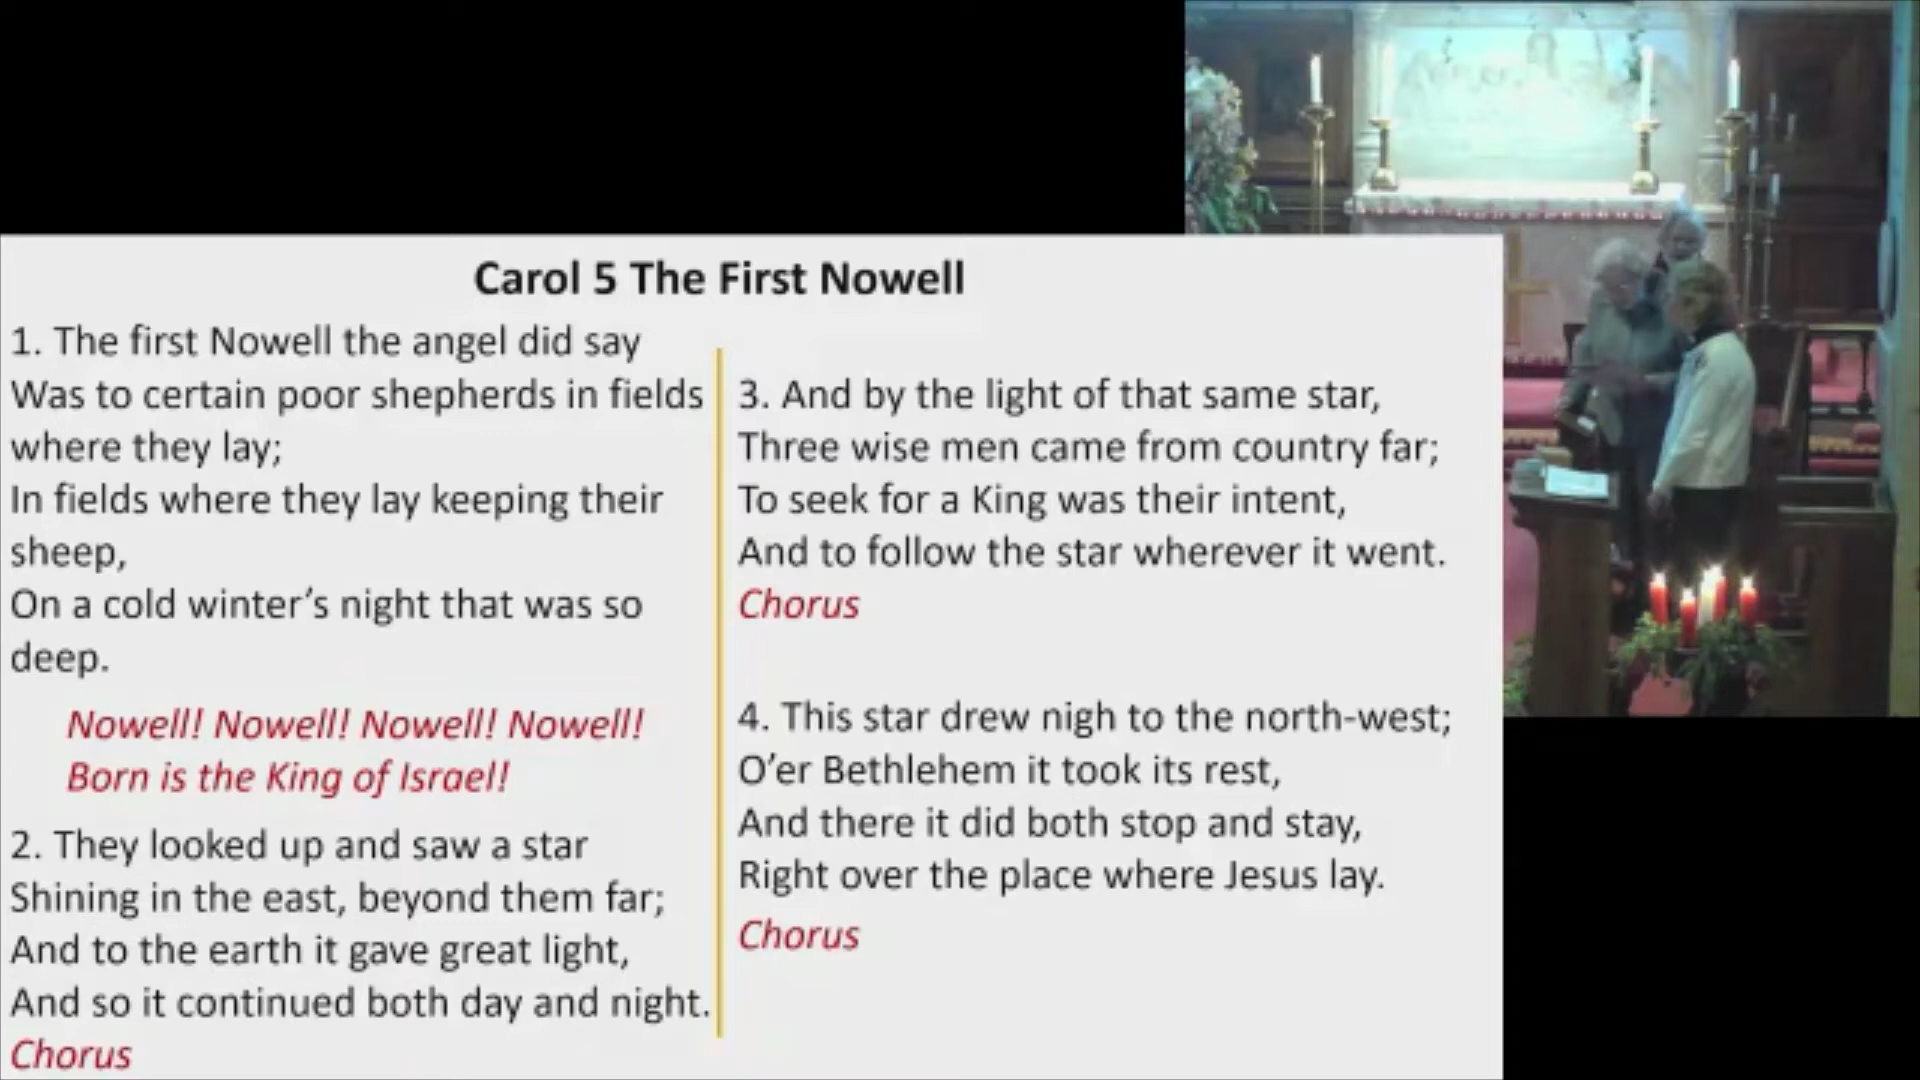 Carol 5 The First Nowell
1. The first Nowell the angel did say
Was to certain poor shepherds in fields
where they lay;
In fields where they lay keeping their
sheep,
On a cold winter’s night that was so
deep.
Nowell! Nowell! Nowell! Nowell!
Born is the King of Israel!
2. They looked up and saw a star
Shining in the east, beyond them far;
And to the earth it gave great light,
And so it continued both day and night.
Chorus
3. And by the light of that same star,
Three wise men came from country far;
To seek for a King was their intent,
And to follow the star wherever it went.
Chorus
4. This star drew nigh to the north-west;
O’er Bethlehem it took its rest,
And there it did both stop and stay,
Right over the place where Jesus lay.
Chorus